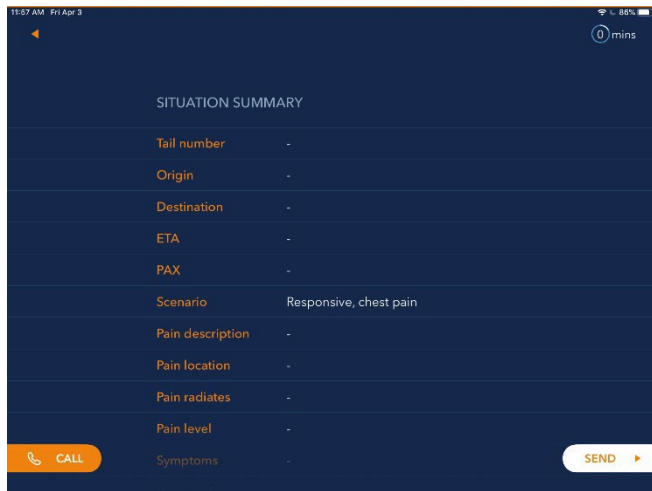 11:57 AM Fri Apr 3
86%
0 mins
SITUATION SUMMARY
Tail number -
Origin -
Destination -
ETA -
PAX -
Scenario Responsive, chest pain
Pain description -
Pain location -
Pain radiates -
Pain level -
CALL
Symptoms -
SEND